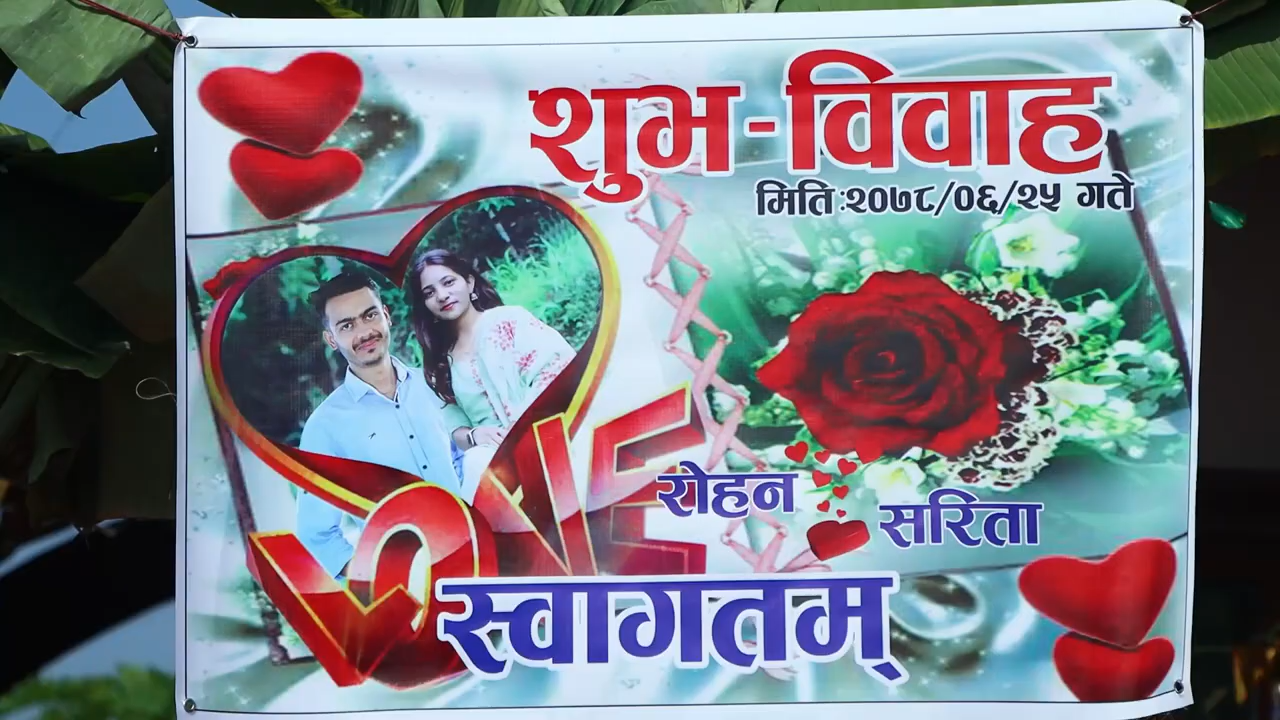 शुभ-विवाह
मिति :२०७८/०६/२५ गते
LOVE
रोहन सरिता
स्वागतम्